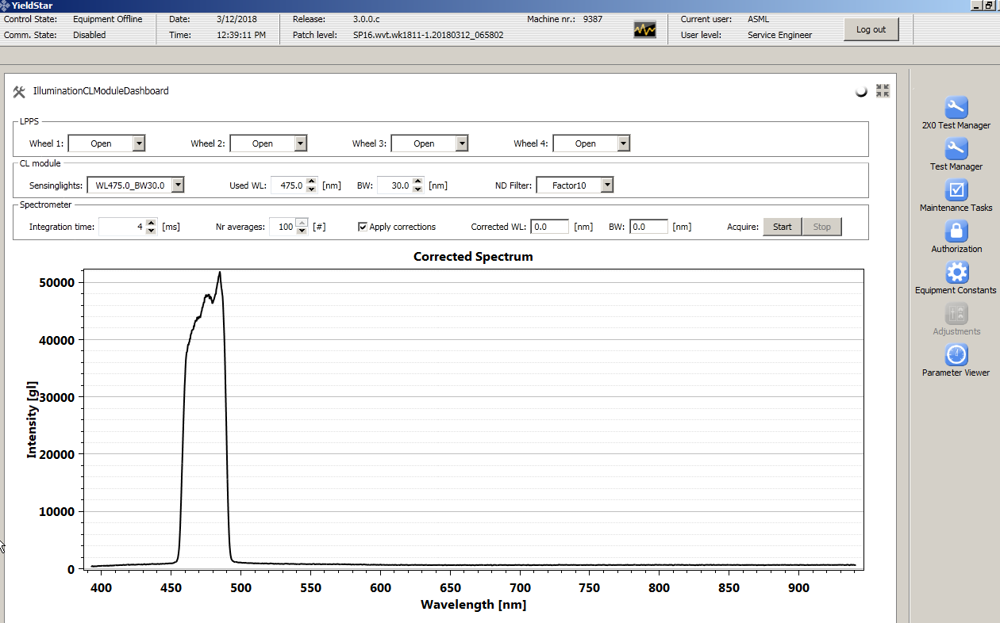 YieldStar
Control State: Equipment Offline Date: 3/12/2018 Release: 3.0.0.c Machine nr.: 9387 Current user: ASML
Comm. State: Disabled Time: 12:39:11 PM Patch level: SP16.wvt.wk1811-1.20180312_065802 User level: Service Engineer
Log out
IlluminationCLModuleDashboard
LPPS
Wheel 1: Open Wheel 2: Open Wheel 3: Open Wheel 4: Open
CL module
Sensinglights: WL475.0_BW30.0 Used WL: 475.0 [nm] BW: 30.0 [nm] ND Filter: Factor10
Spectrometer
Integration time: 4 [ms] Nr averages: 100 [#] Apply corrections Corrected WL: 0.0 [nm] BW: 0.0 [nm] Acquire: Start Stop
Corrected Spectrum
50000
40000
30000
20000
10000
0
Intensity [gl]
400 450 500 550 600 650 700 750 800 850 900
Wavelength [nm]
2X0 Test Manager
Test Manager
Maintenance Tasks
Authorization
Equipment Constants
Adjustments
Parameter Viewer